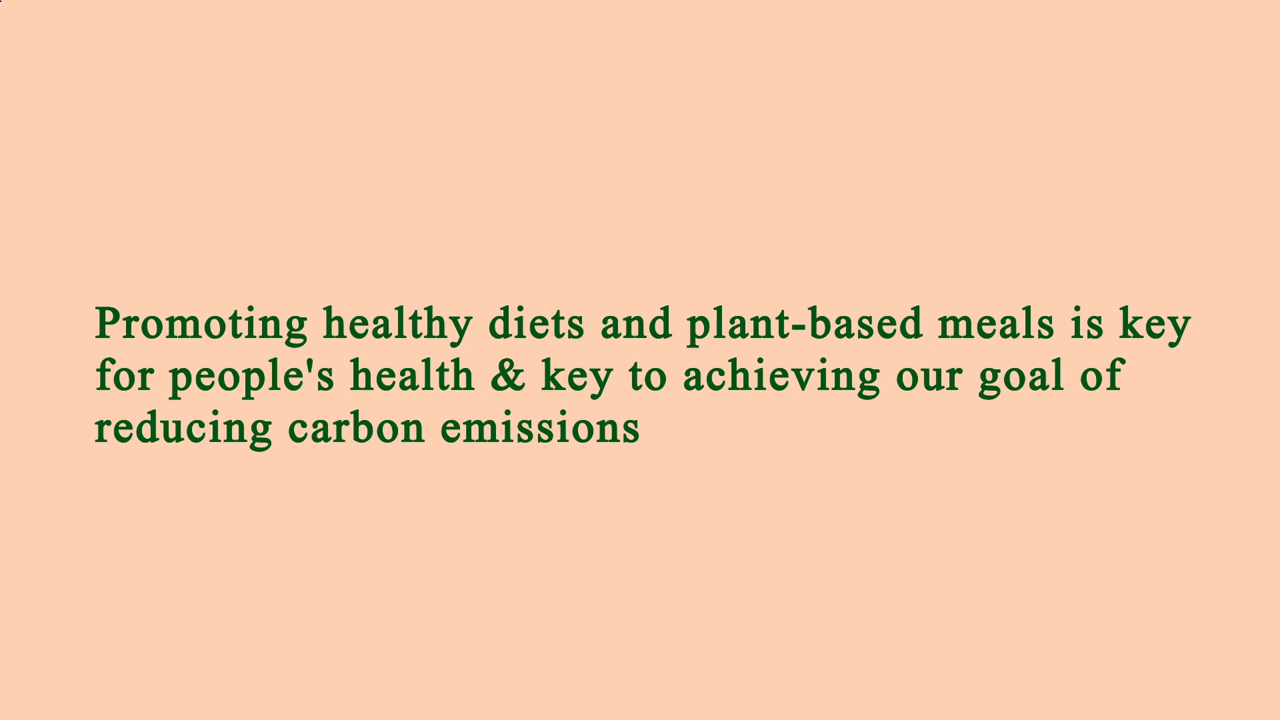 Promoting healthy diets and plant-based meals is key
for people's health & key to achieving our goal of
reducing carbon emissions